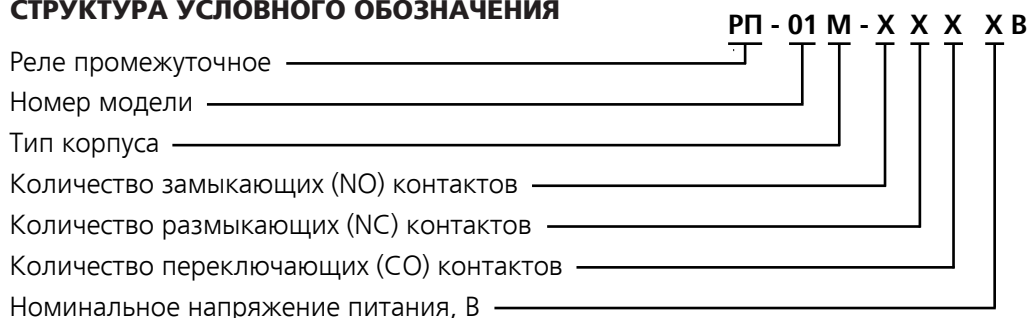 СТРУКТУРА УСЛОВНОГО ОБОЗНАЧЕНИЯ
РП - 01 М - Х Х Х Х В
Реле промежуточное
Номер модели
Тип корпуса
Количество замыкающих (NO) контактов
Количество размыкающих (NC) контактов
Количество переключающих (CO) контактов
Номинальное напряжение питания, В